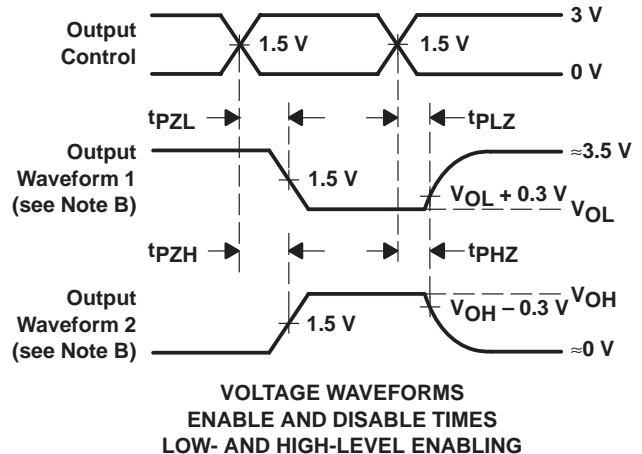 Output
Control
1.5 V
1.5 V
3 V
0 V
tPZL
tPLZ
Output
Waveform 1
(see Note B)
1.5 V
≈3.5 V
VOL + 0.3 V
VOL
tPZH
tPHZ
Output
Waveform 2
(see Note B)
1.5 V
VOH
VOH – 0.3 V
≈0 V
VOLTAGE WAVEFORMS
ENABLE AND DISABLE TIMES
LOW- AND HIGH-LEVEL ENABLING